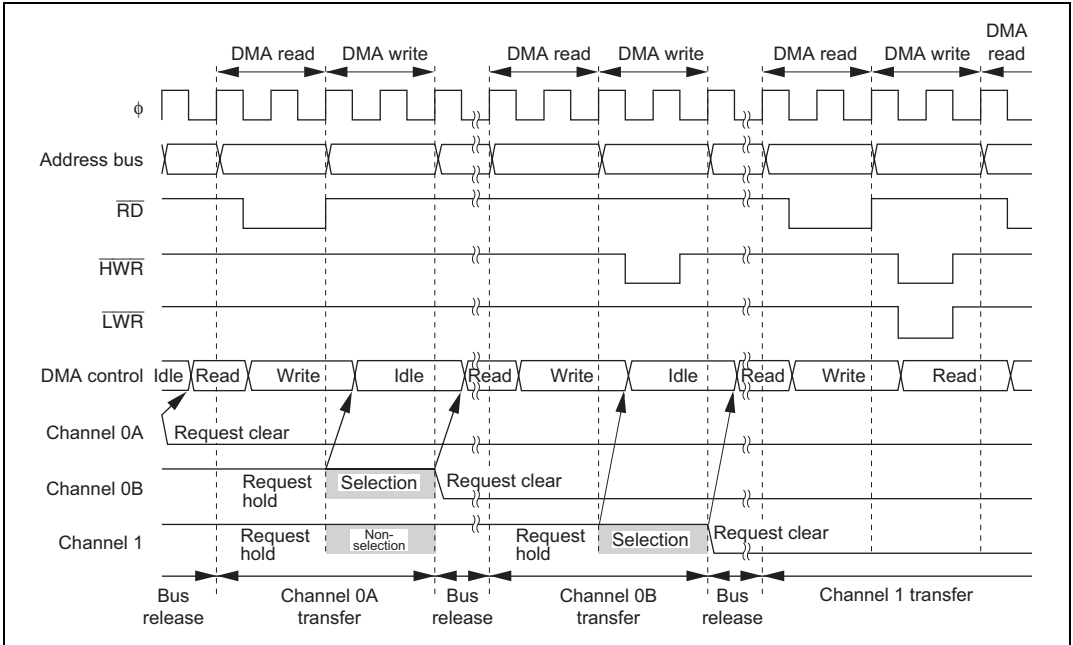 DMA read DMA write DMA read DMA write DMA read DMA write DMA
read
φ
Address bus
RD
HWR
LWR
DMA control Idle Read Write Idle Read Write Idle Read Write Read
Channel 0A Request clear
Channel 0B Request
hold Selection Request clear
Channel 1 Request
hold Non-
selection Request
hold Selection Request clear
Bus
release Channel 0A
transfer Bus
release Channel 0B
transfer Bus
release Channel 1 transfer